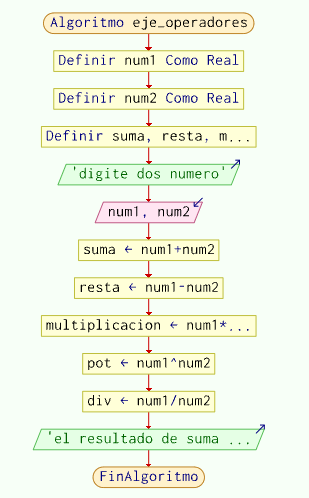 Algoritmo eje_operadores
Definir num1 Como Real
Definir num2 Como Real
Definir suma, resta, m...
'digite dos numero'
num1, num2
suma ← num1+num2
resta ← num1-num2
multiplicacion ← num1*...
pot ← num1^num2
div ← num1/num2
'el resultado de suma ...
FinAlgoritmo